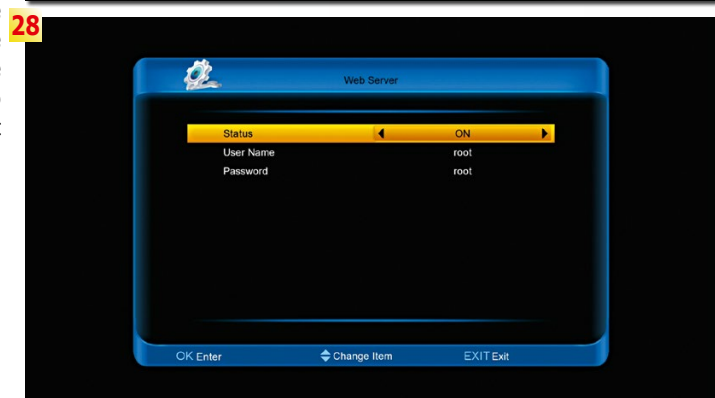 28
Web Server
Status ON
User Name root
Password root
OK Enter Change Item EXIT Exit